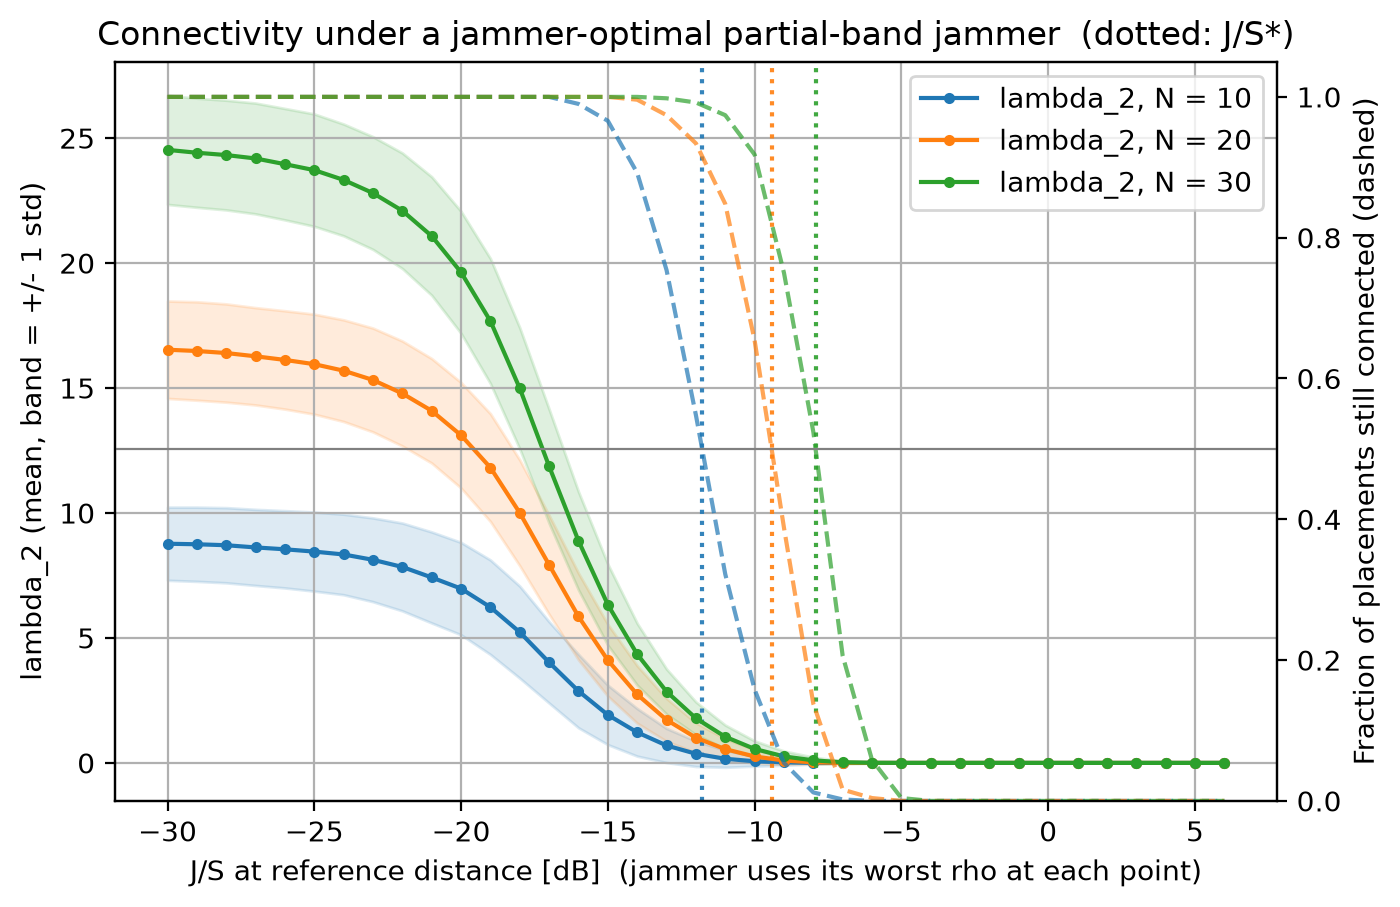 Connectivity under a jammer-optimal partial-band jammer (dotted: J/S*)
lambda_2, N = 10
lambda_2, N = 20
lambda_2, N = 30
lambda_2 (mean, band = +/- 1 std)
25
20
15
10
5
0
1.0
0.8
0.6
0.4
0.2
0.0
Fraction of placements still connected (dashed)
−30 −25 −20 −15 −10 −5 0 5
J/S at reference distance [dB] (jammer uses its worst rho at each point)